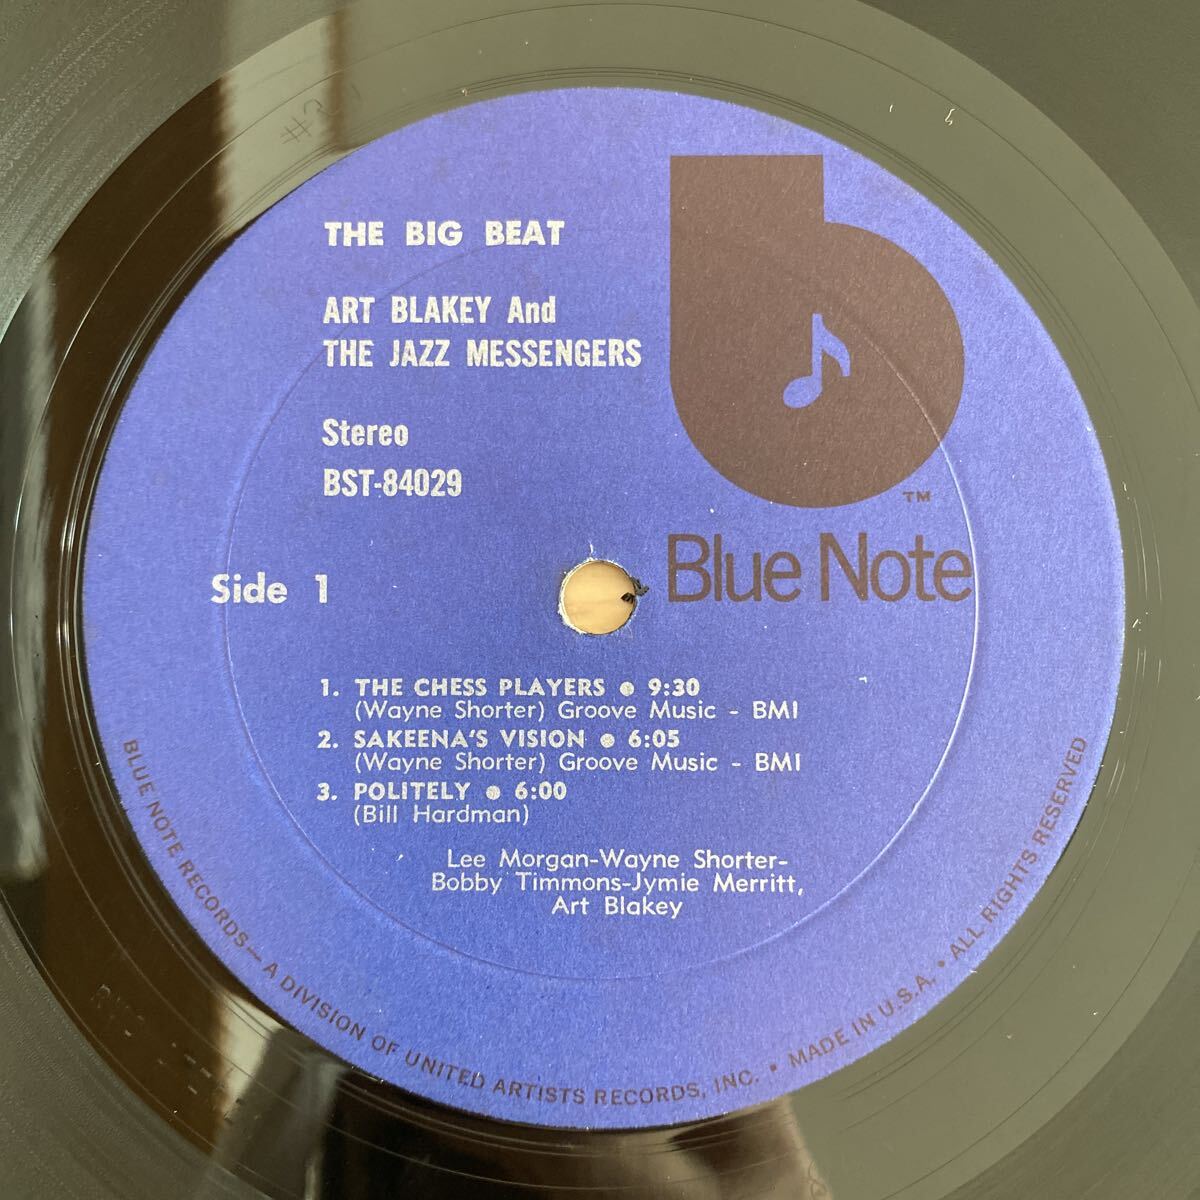 THE BIG BEAT
ART BLAKEY And
THE JAZZ MESSENGERS
Stereo
BST-84029
TM
Blue Note
Side 1
1. THE CHESS PLAYERS • 9:30
(Wayne Shorter) Groove Music - BMI
2. SAKEENA'S VISION • 6:05
(Wayne Shorter) Groove Music - BMI
3. POLITELY • 6:00
(Bill Hardman)
Lee Morgan-Wayne Shorter-
Bobby Timmons-Jymie Merritt,
Art Blakey
BLUE NOTE RECORDS—A DIVISION OF UNITED ARTISTS RECORDS, INC. • MADE IN U.S.A. • ALL RIGHTS RESERVED